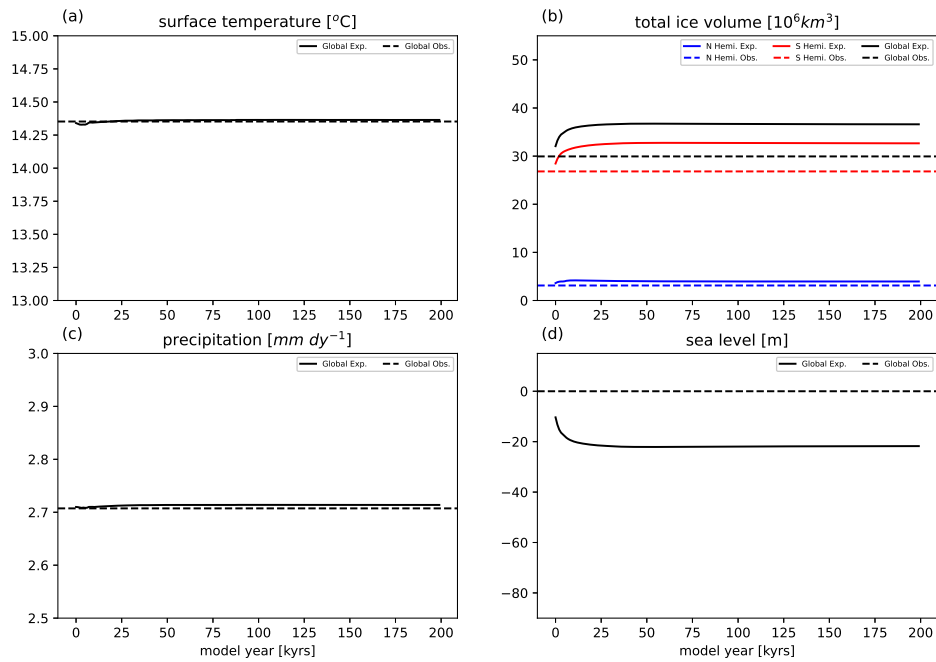 (a)
surface temperature [°C]
Global Exp. Global Obs.
15.00
14.75
14.50
14.25
14.00
13.75
13.50
13.25
13.00
0 25 50 75 100 125 150 175 200
(b)
total ice volume [10⁶km³]
N Hemi. Exp. S Hemi. Exp. Global Exp.
N Hemi. Obs. S Hemi. Obs. Global Obs.
50
40
30
20
10
0
0 25 50 75 100 125 150 175 200
(c)
precipitation [mm dy⁻¹]
Global Exp. Global Obs.
3.0
2.9
2.8
2.7
2.6
2.5
0 25 50 75 100 125 150 175 200
model year [kyrs]
(d)
sea level [m]
Global Exp. Global Obs.
0
−20
−40
−60
−80
0 25 50 75 100 125 150 175 200
model year [kyrs]